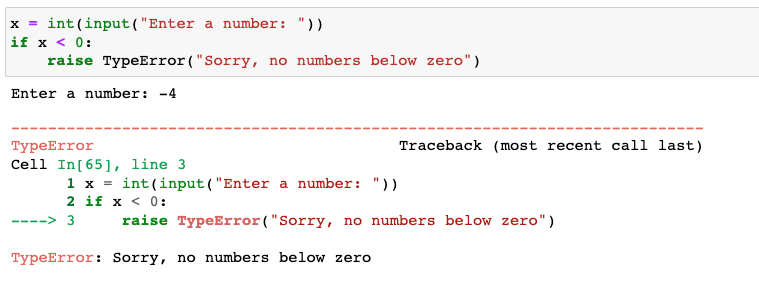 x = int(input("Enter a number: "))
if x < 0:
    raise TypeError("Sorry, no numbers below zero")
Enter a number: -4
---------------------------------------------------------------------------
TypeError                                 Traceback (most recent call last)
Cell In[65], line 3
      1 x = int(input("Enter a number: "))
      2 if x < 0:
----> 3     raise TypeError("Sorry, no numbers below zero")
TypeError: Sorry, no numbers below zero